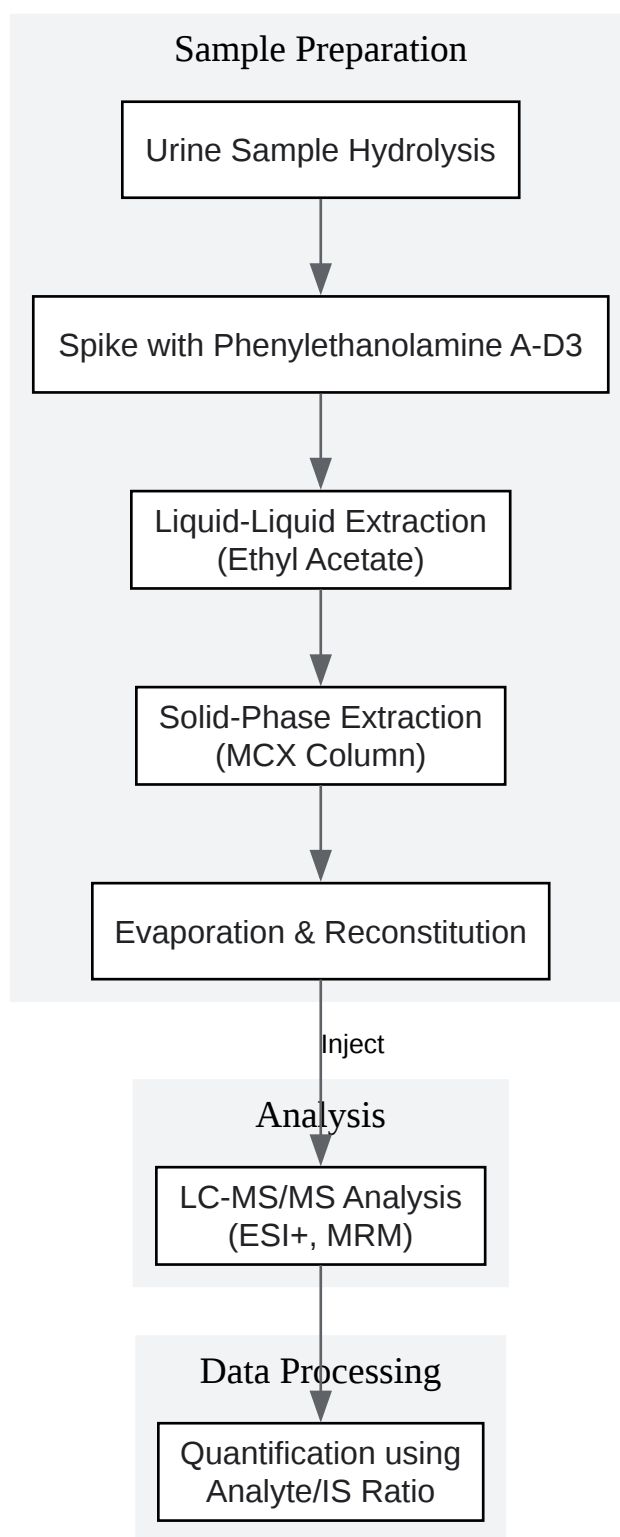 Sample Preparation
Urine Sample Hydrolysis
Spike with Phenylethanolamine A-D3
Liquid-Liquid Extraction
(Ethyl Acetate)
Solid-Phase Extraction
(MCX Column)
Evaporation & Reconstitution
Inject
Analysis
LC-MS/MS Analysis
(ESI+, MRM)
Data Processing
Quantification using
Analyte/IS Ratio